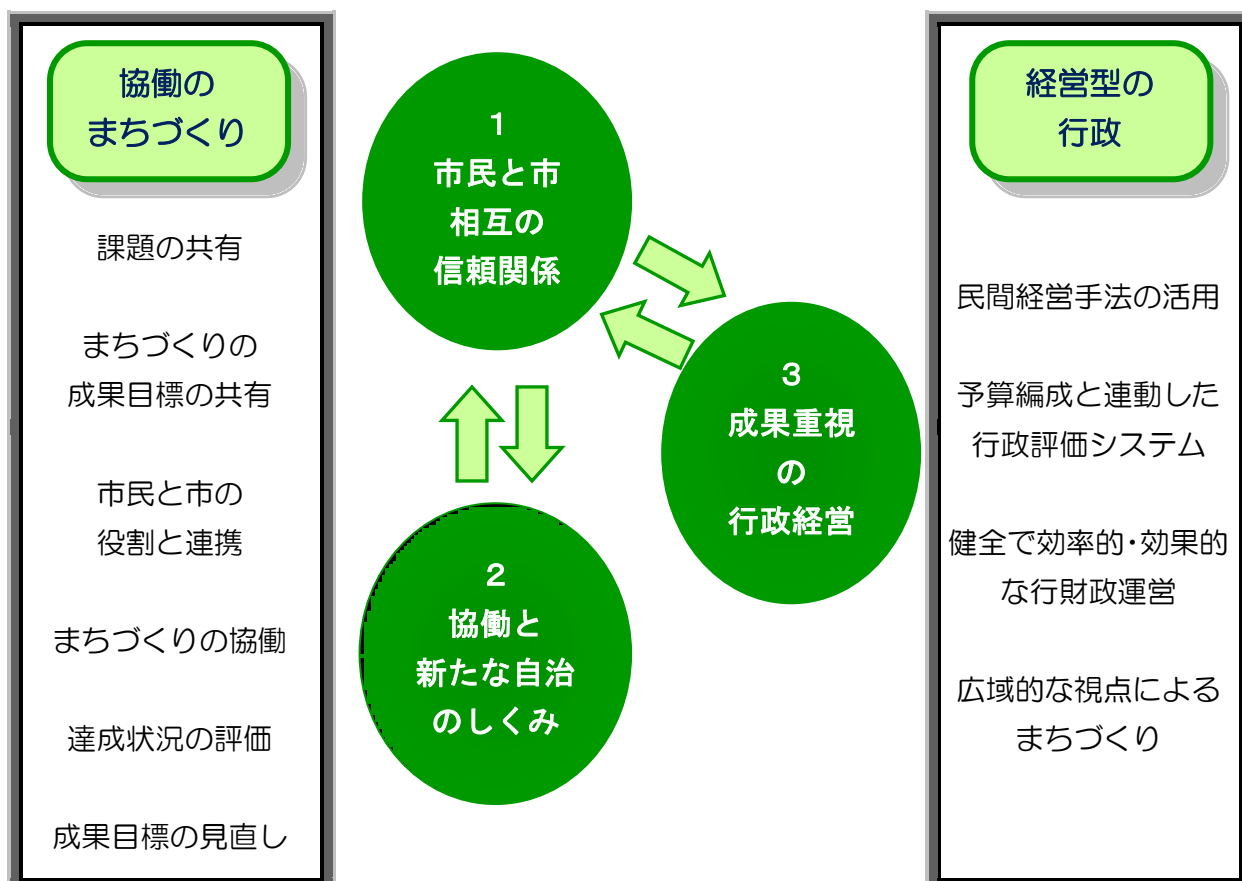 協働の
まちづくり
課題の共有
まちづくりの
成果目標の共有
市民と市の
役割と連携
まちづくりの協働
達成状況の評価
成果目標の見直し
１
市民と市
相互の
信頼関係
２
協働と
新たな自治
のしくみ
３
成果重視
の
行政経営
経営型の
行政
民間経営手法の活用
予算編成と連動した
行政評価システム
健全で効率的・効果的
な行財政運営
広域的な視点による
まちづくり